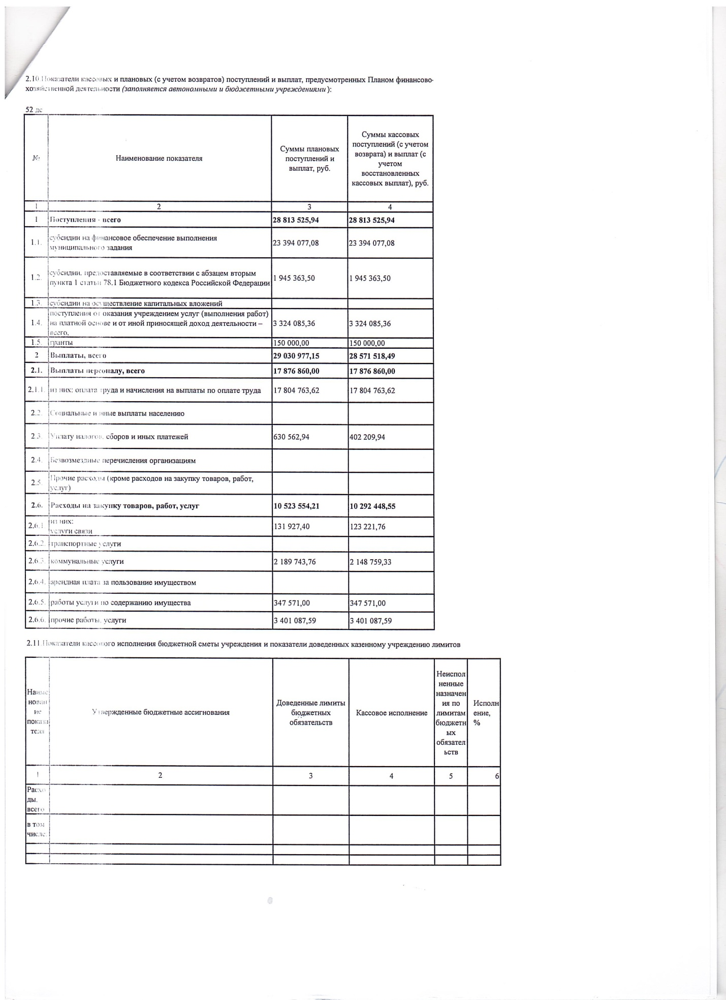 2.10 Показатели кассовых и плановых (с учетом возвратов) поступлений и выплат, предусмотренных Планом финансово-
хозяйственной деятельности (заполняется автономными и бюджетными учреждениями ):
52 дс
№
Наименование показателя
Суммы плановых
поступлений и
выплат, руб.
Суммы кассовых
поступлений (с учетом
возврата) и выплат (с
учетом
восстановленных
кассовых выплат), руб.
1 2 3 4
1 Поступления - всего 28 813 525,94 28 813 525,94
1.1. субсидии на финансовое обеспечение выполнения
муниципального задания 23 394 077,08 23 394 077,08
1.2. субсидии, предоставляемые в соответствии с абзацем вторым
пункта 1 статьи 78.1 Бюджетного кодекса Российской Федерации 1 945 363,50 1 945 363,50
1.3. субсидии на осуществление капитальных вложений
1.4. поступления от оказания учреждением услуг (выполнения работ)
на платной основе и от иной приносящей доход деятельности – 3 324 085,36 3 324 085,36
всего,
1.5. гранты 150 000,00 150 000,00
2 Выплаты, всего 29 030 977,15 28 571 518,49
2.1. Выплаты персоналу, всего 17 876 860,00 17 876 860,00
2.1.1. из них: оплата труда и начисления на выплаты по оплате труда 17 804 763,62 17 804 763,62
2.2. Социальные и иные выплаты населению
2.3. Уплату налогов, сборов и иных платежей 630 562,94 402 209,94
2.4. Безвозмездные перечисления организациям
2.5. Прочие расходы (кроме расходов на закупку товаров, работ,
услуг)
2.6. Расходы на закупку товаров, работ, услуг 10 523 554,21 10 292 448,55
2.6.1 из них:
услуги связи 131 927,40 123 221,76
2.6.2. транспортные услуги
2.6.3. коммунальные услуги 2 189 743,76 2 148 759,33
2.6.4. арендная плата за пользование имуществом
2.6.5. работы услуги по содержанию имущества 347 571,00 347 571,00
2.6.6. прочие работы, услуги 3 401 087,59 3 401 087,59
2.11.Показатели кассового исполнения бюджетной сметы учреждения и показатели доведенных казенному учреждению лимитов
Наиме
нован
ие
показа
теля
Утвержденные бюджетные ассигнования
Доведенные лимиты
бюджетных
обязательств
Кассовое исполнение
Неиспол
ненные
назначен
ия по
лимитам
бюджетн
ых
обязател
ьств
Исполн
ение,
%
1 2 3 4 5 6
Расхо
ды,
всего
в том
числе: